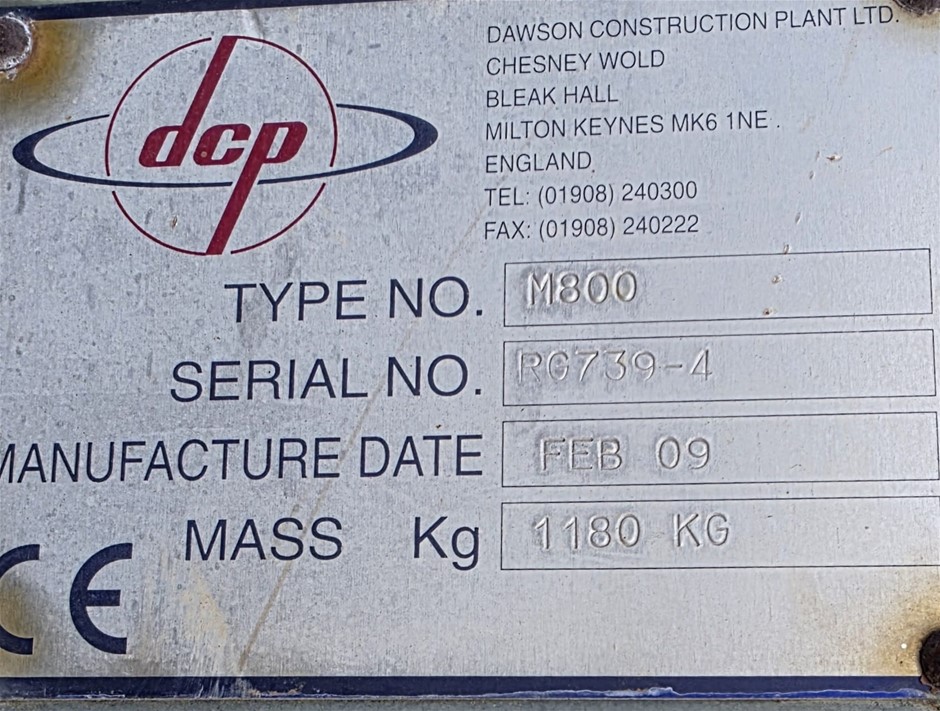 dcp
DAWSON CONSTRUCTION PLANT LTD.
CHESNEY WOLD
BLEAK HALL
MILTON KEYNES MK6 1NE .
ENGLAND.
TEL: (01908) 240300
FAX: (01908) 240222
TYPE NO. M800
SERIAL NO. RG739-4
MANUFACTURE DATE FEB 09
MASS Kg 1180 KG
CE